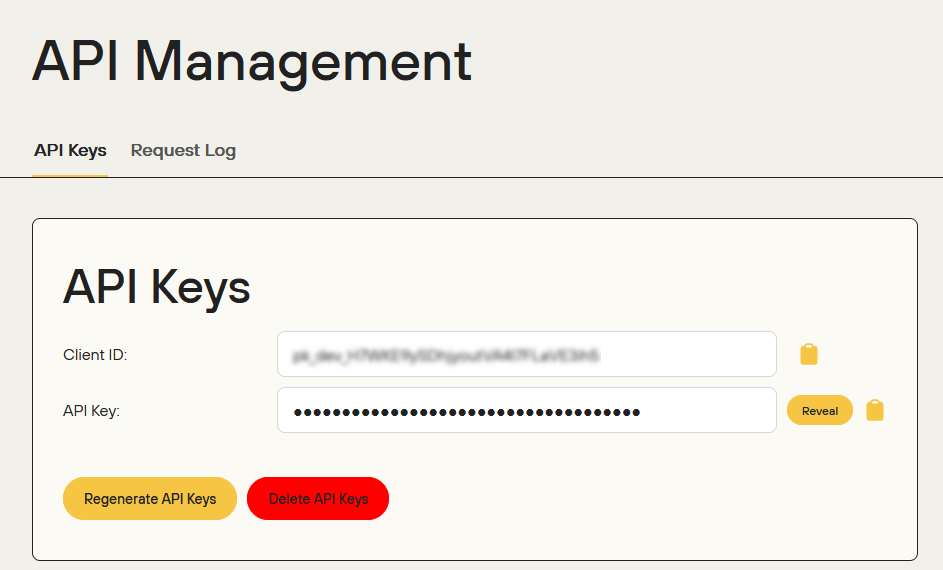 API Management
API Keys Request Log
API Keys
Client ID:
API Key: ●●●●●●●●●●●●●●●●●●●●●●●●●●●●●●●●●●●● Reveal
Regenerate API Keys Delete API Keys